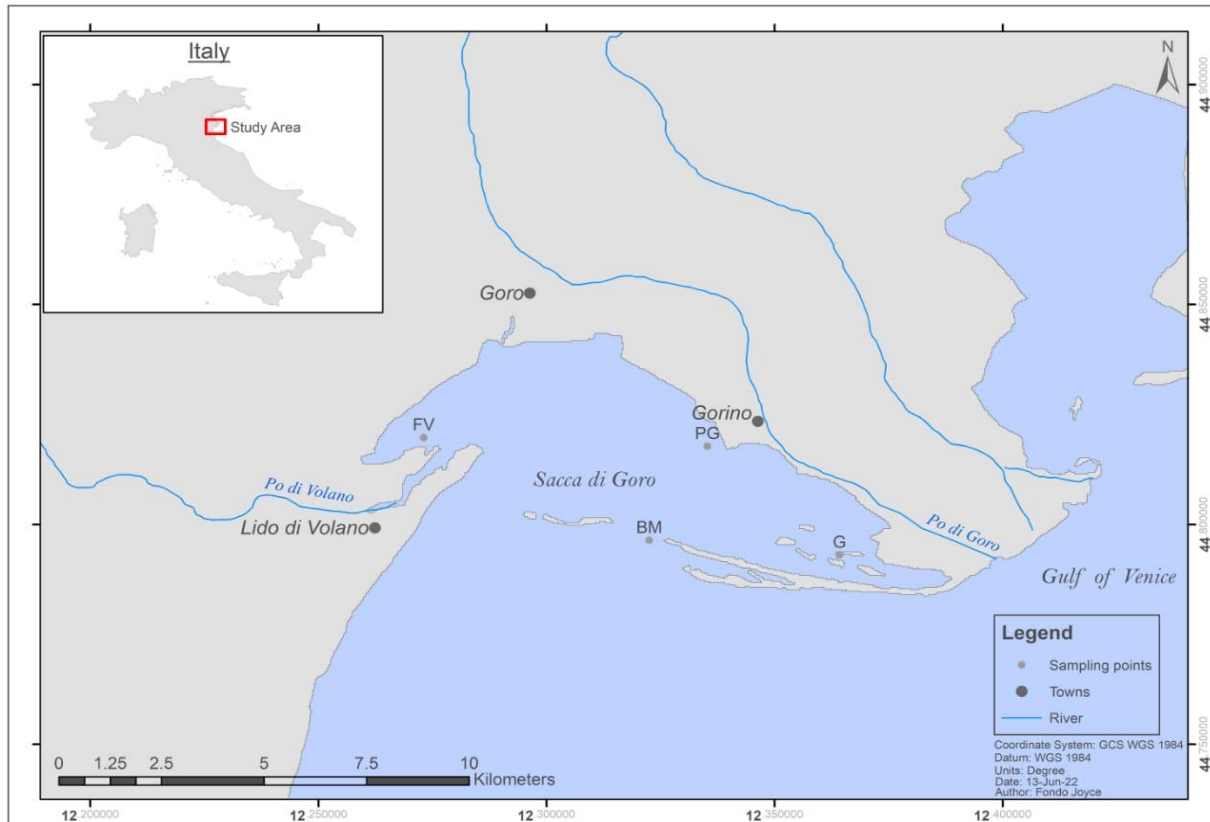 Italy
Study Area
N
Goro
Gorino
FV
PG
Sacca di Goro
Po di Volano
Lido di Volano
BM
G
Po di Goro
Gulf of Venice
Legend
Sampling points
Towns
River
Coordinate System: GCS WGS 1984
Datum: WGS 1984
Units: Degree
Date: 13-Jun-22
Author: Fondo Joyce
0 1.25 2.5 5 7.5 10
Kilometers
12.200000 12.250000 12.300000 12.350000 12.400000
44.900000
44.850000
44.800000
44.750000